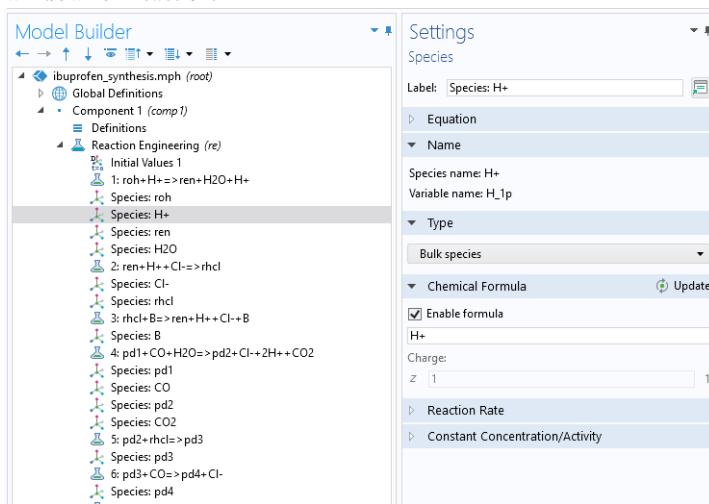 Model Builder
ibuprofen_synthesis.mph (root)
Global Definitions
Component 1 (comp1)
Definitions
Reaction Engineering (re)
Initial Values 1
1: roh+H+=>ren+H2O+H+
Species: roh
Species: H+
Species: ren
Species: H2O
2: ren+H++Cl-=>rhcl
Species: Cl-
Species: rhcl
3: rhcl+B=>ren+H++Cl-+B
Species: B
4: pd1+CO+H2O=>pd2+Cl-+2H++CO2
Species: pd1
Species: CO
Species: pd2
Species: CO2
5: pd2+rhcl=>pd3
Species: pd3
6: pd3+CO=>pd4+Cl-
Species: pd4
Settings
Species
Label: Species: H+
Equation
Name
Species name: H+
Variable name: H_1p
Type
Bulk species
Chemical Formula Update
Enable formula
H+
Charge:
z 1 1
Reaction Rate
Constant Concentration/Activity